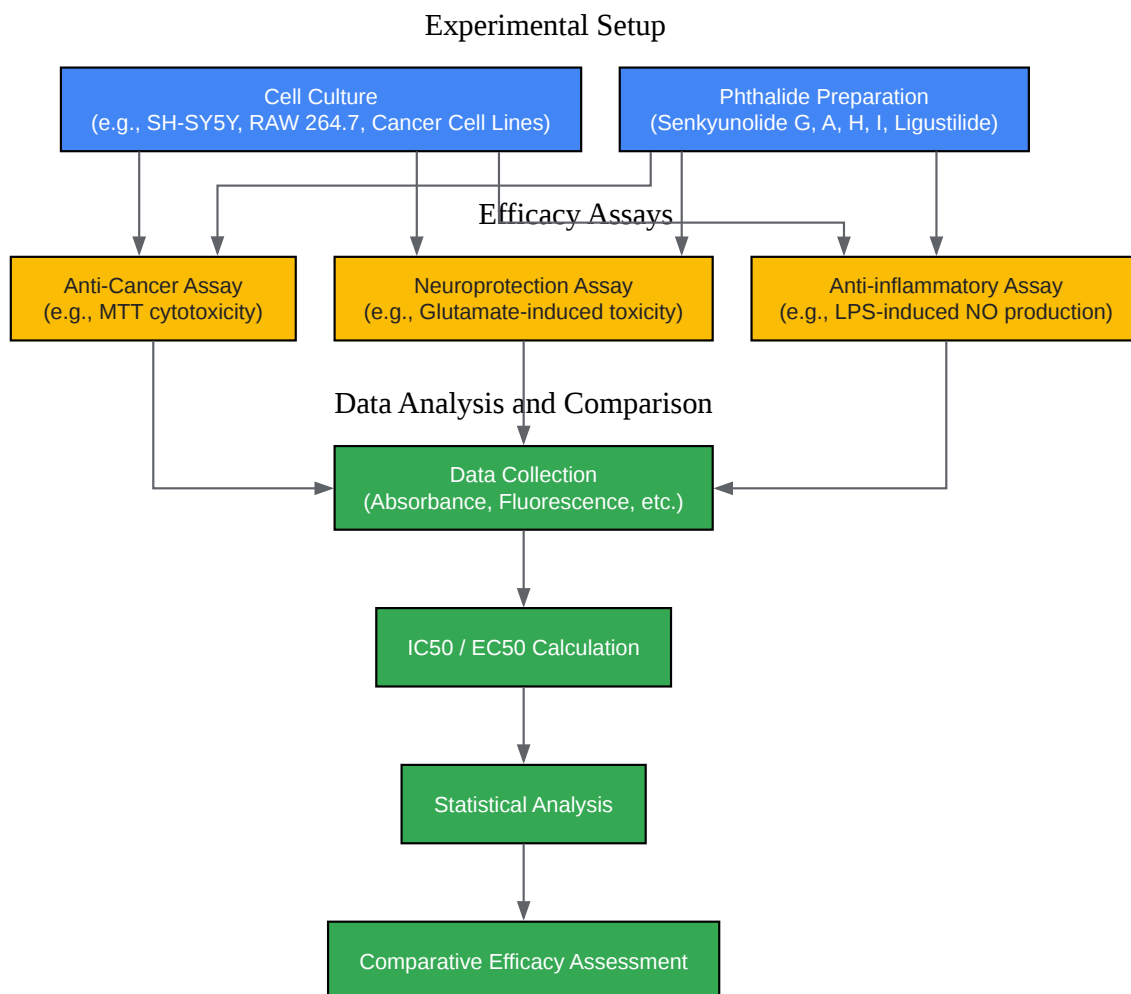 Experimental Setup
Cell Culture
(e.g., SH-SY5Y, RAW 264.7, Cancer Cell Lines)
Phthalide Preparation
(Senkyunolide G, A, H, I, Ligustilide)
Efficacy Assays
Anti-Cancer Assay
(e.g., MTT cytotoxicity)
Neuroprotection Assay
(e.g., Glutamate-induced toxicity)
Anti-inflammatory Assay
(e.g., LPS-induced NO production)
Data Analysis and Comparison
Data Collection
(Absorbance, Fluorescence, etc.)
IC50 / EC50 Calculation
Statistical Analysis
Comparative Efficacy Assessment